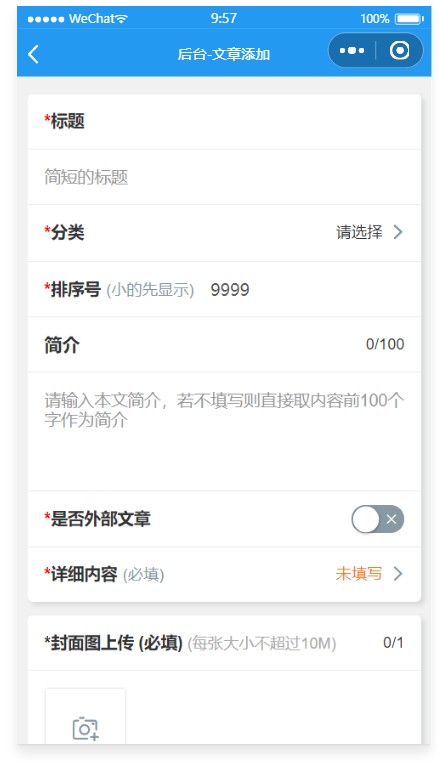 WeChat 9:57 100%
后台-文章添加
*标题
简短的标题
*分类 请选择
*排序号 (小的先显示) 9999
简介 0/100
请输入本文简介，若不填写则直接取内容前100个
字作为简介
*是否外部文章
*详细内容 (必填) 未填写
*封面图上传 (必填) (每张大小不超过10M) 0/1